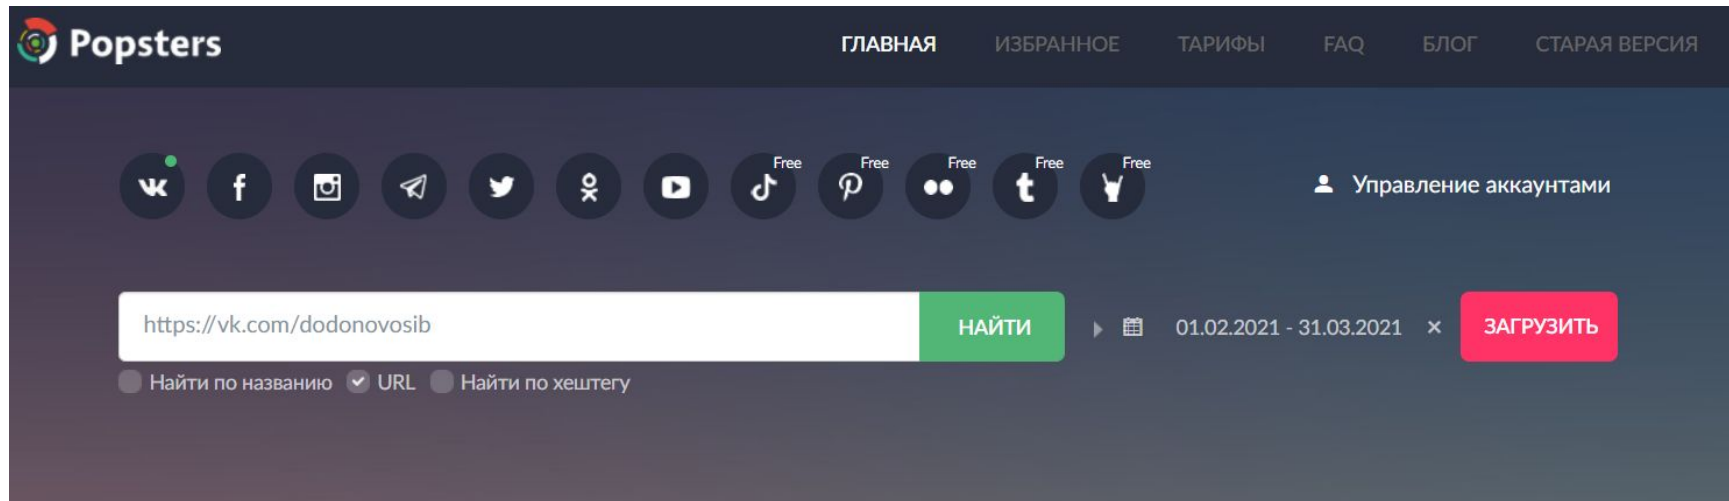 Popsters
ГЛАВНАЯ ИЗБРАННОЕ ТАРИФЫ FAQ БЛОГ СТАРАЯ ВЕРСИЯ
Free Free Free Free Free
Управление аккаунтами
https://vk.com/dodonovosib НАЙТИ 01.02.2021 - 31.03.2021 × ЗАГРУЗИТЬ
Найти по названию URL Найти по хештегу